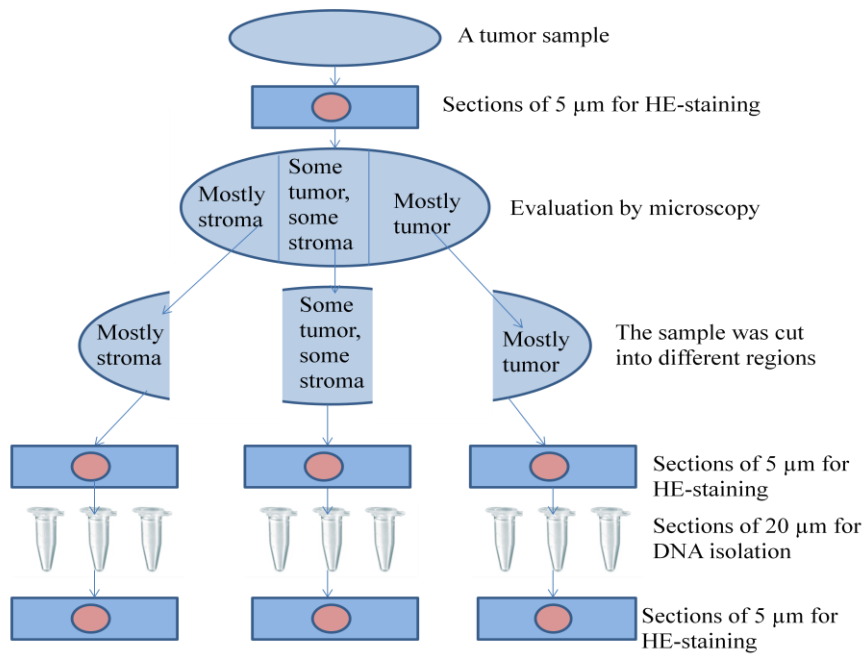 A tumor sample
Sections of 5 µm for HE-staining
Mostly
stroma
Some
tumor,
some
stroma
Mostly
tumor
Evaluation by microscopy
Mostly
stroma
Some
tumor,
some
stroma
Mostly
tumor
The sample was cut
into different regions
Sections of 5 µm for
HE-staining
Sections of 20 µm for
DNA isolation
Sections of 5 µm for
HE-staining